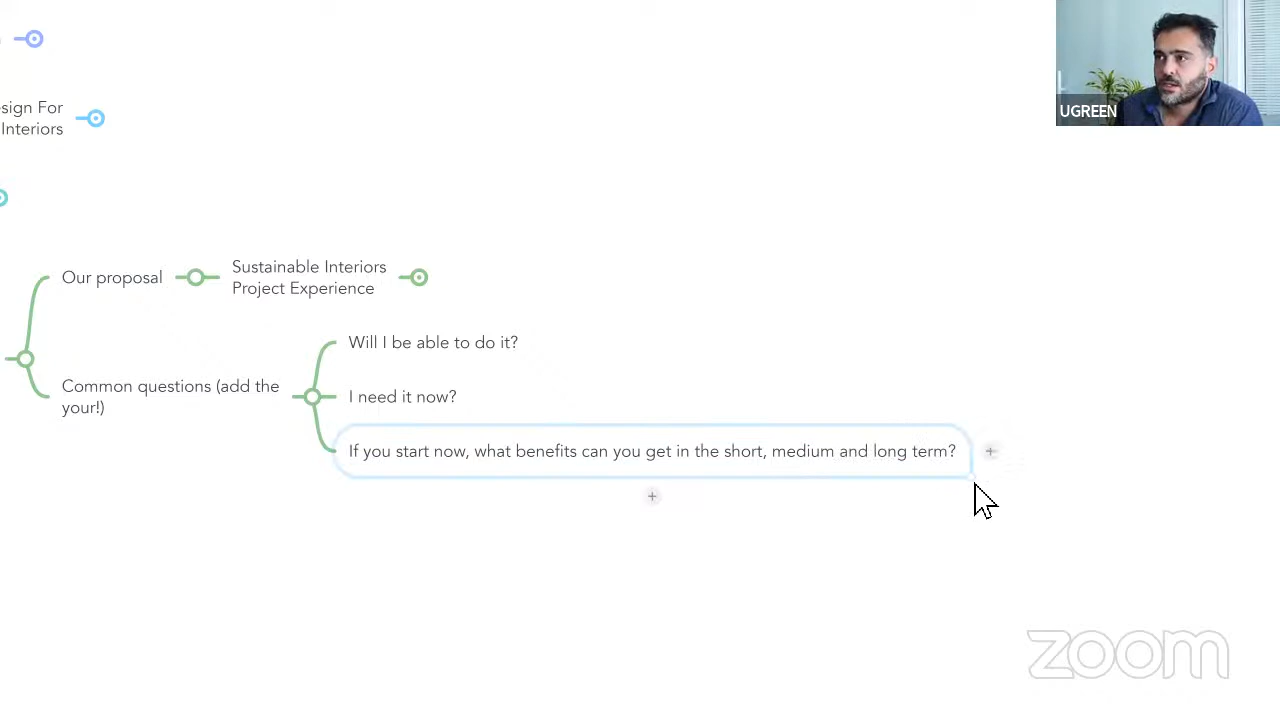 UGREEN
sign For
Interiors
Our proposal
Sustainable Interiors
Project Experience
Will I be able to do it?
Common questions (add the
your!)
I need it now?
If you start now, what benefits can you get in the short, medium and long term?
zoom